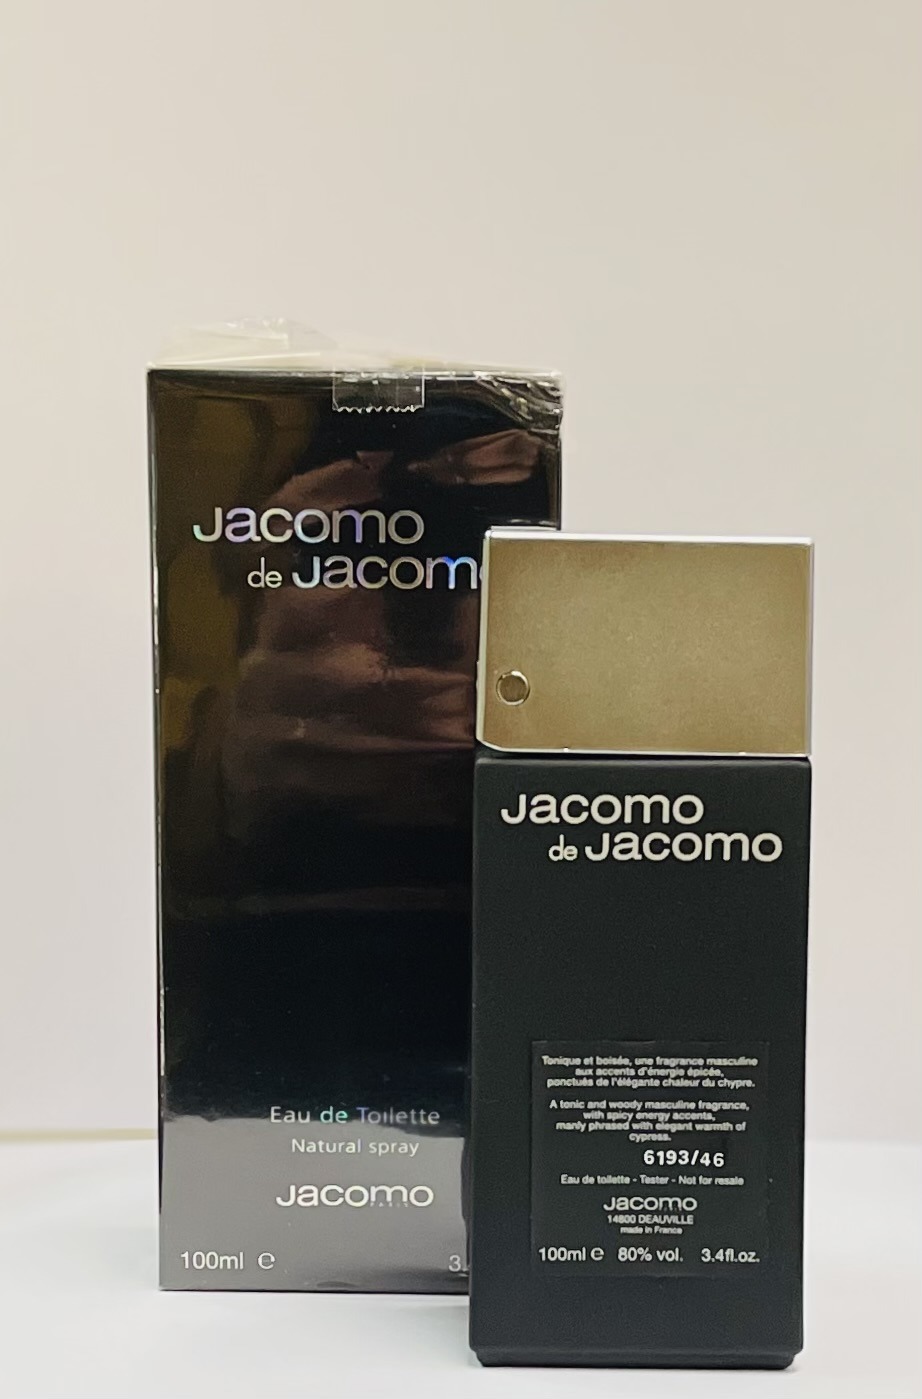 Jacomo
de Jacom
Eau de Toilette
Natural spray
Jacomo
PARIS
100ml e
3.
Jacomo
de Jacomo
Tonique et boisée, une fragrance masculine
aux accents d'énergie épicée,
ponctués de l'élégante chaleur du chypre.
A tonic and woody masculine fragrance,
with spicy energy accents,
manly phrased with elegant warmth of
cypress.
6193/46
Eau de toilette - Tester - Not for resale
Jacomo
14800 DEAUVILLE
made in France
100ml e 80% vol. 3.4fl.oz.